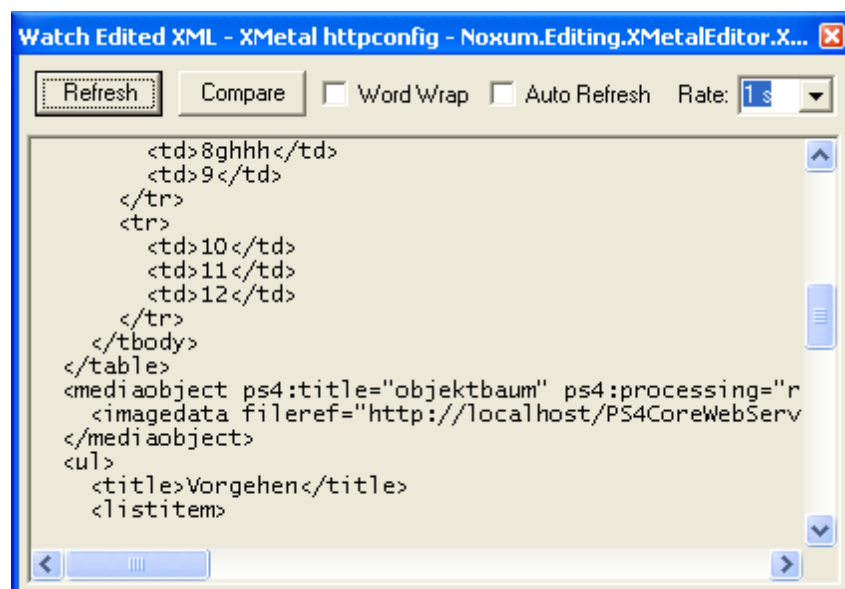 Watch Edited XML - XMetal httpconfig - Noxum.Editing.XMetalEditor.X...
Refresh Compare Word Wrap Auto Refresh Rate: 1 s
<td>8ghhh</td>
<td>9</td>
</tr>
<tr>
<td>10</td>
<td>11</td>
<td>12</td>
</tr>
</tbody>
</table>
<mediaobject ps4:title="objektbaum" ps4:processing="r
<imagedata fileref="http://localhost/PS4CoreWebServ
</mediaobject>
<ul>
<title>Vorgehen</title>
<listitem>